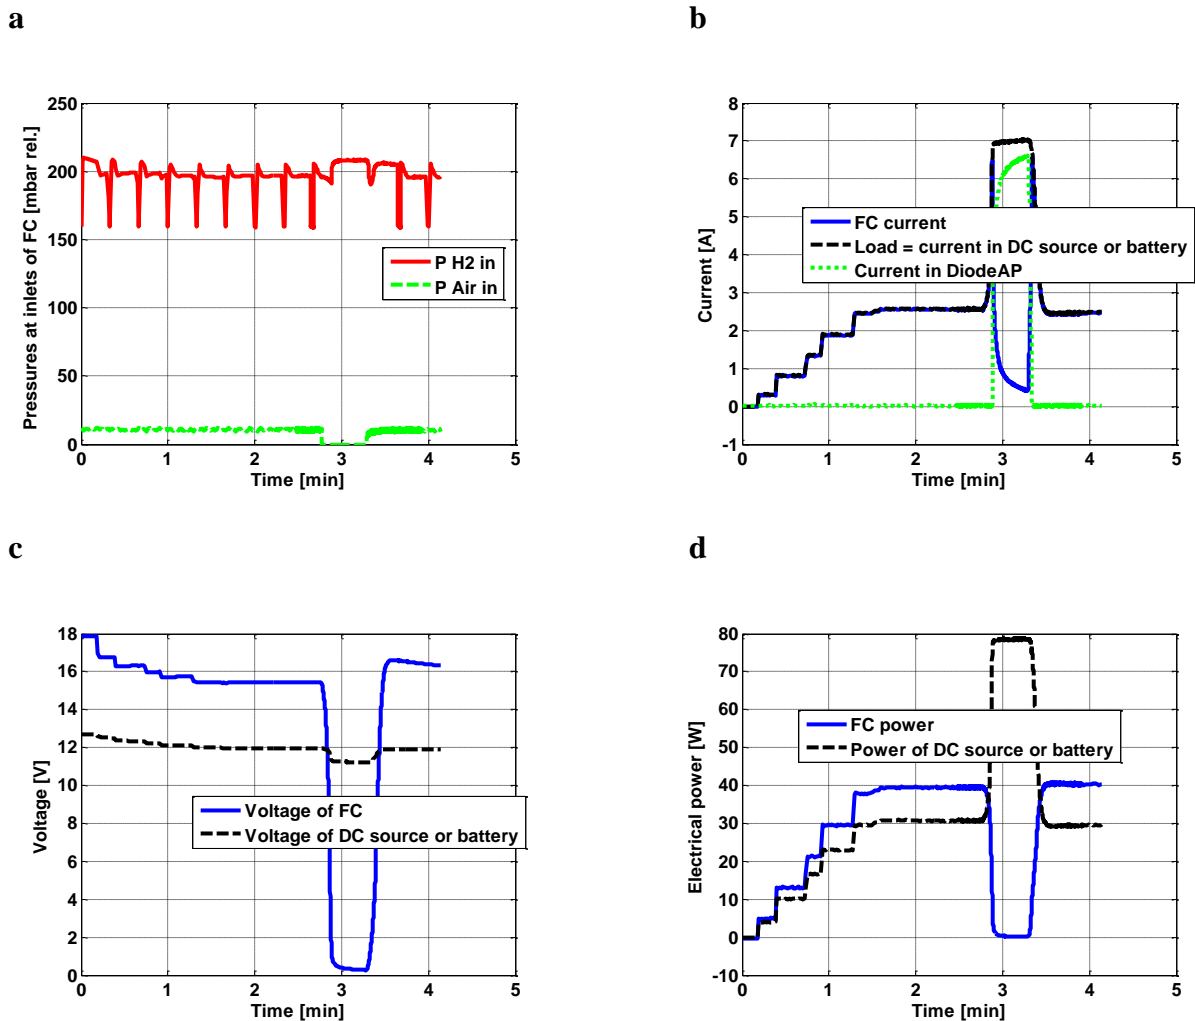 a
250
200
150
100
50
0
Pressures at inlets of FC [mbar rel.]
P H2 in
P Air in
0 1 2 3 4 5
Time [min]
b
8
7
6
5
4
3
2
1
0
-1
Current [A]
FC current
Load = current in DC source or battery
Current in DiodeAP
0 1 2 3 4 5
Time [min]
c
18
16
14
12
10
8
6
4
2
0
Voltage [V]
Voltage of FC
Voltage of DC source or battery
0 1 2 3 4 5
Time [min]
d
80
70
60
50
40
30
20
10
0
-10
Electrical power [W]
FC power
Power of DC source or battery
0 1 2 3 4 5
Time [min]